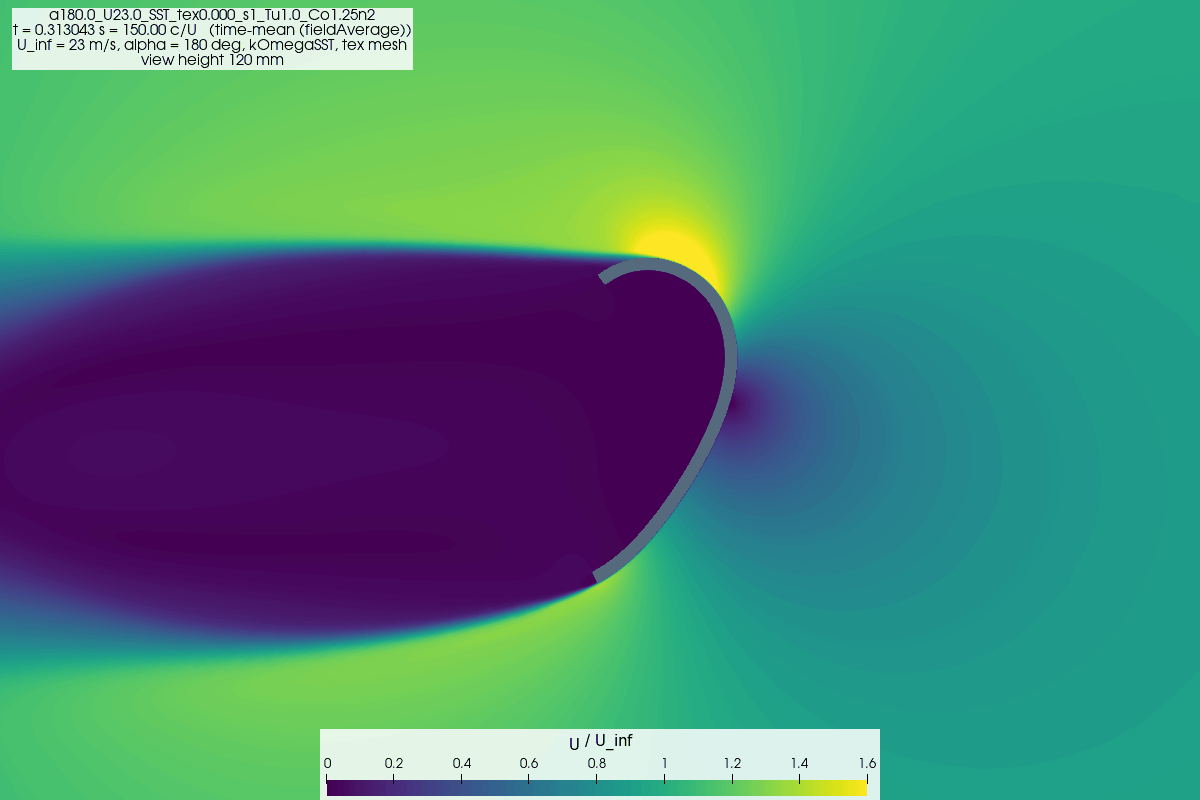 a180.0_U23.0_SST_tex0.000_s1_Tu1.0_Co1.25n2
t = 0.313043 s = 150.00 c/U (time-mean (fieldAverage))
U_inf = 23 m/s, alpha = 180 deg, kOmegaSST, tex mesh
view height 120 mm
U / U_inf
0 0.2 0.4 0.6 0.8 1 1.2 1.4 1.6